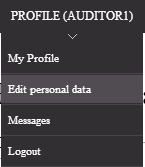 PROFILE (AUDITOR1)
My Profile
Edit personal data
Messages
Logout